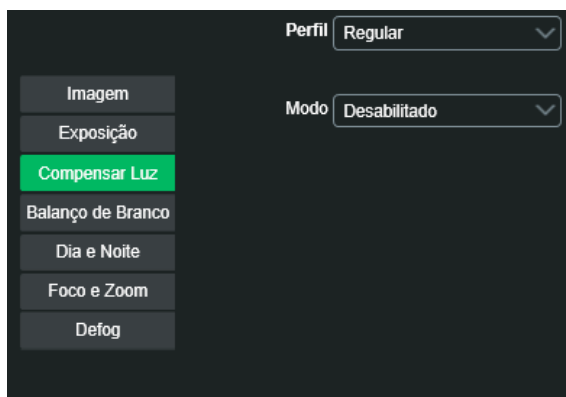 Perfil Regular
Imagem
Modo Desabilitado
Exposição
Compensar Luz
Balanço de Branco
Dia e Noite
Foco e Zoom
Defog